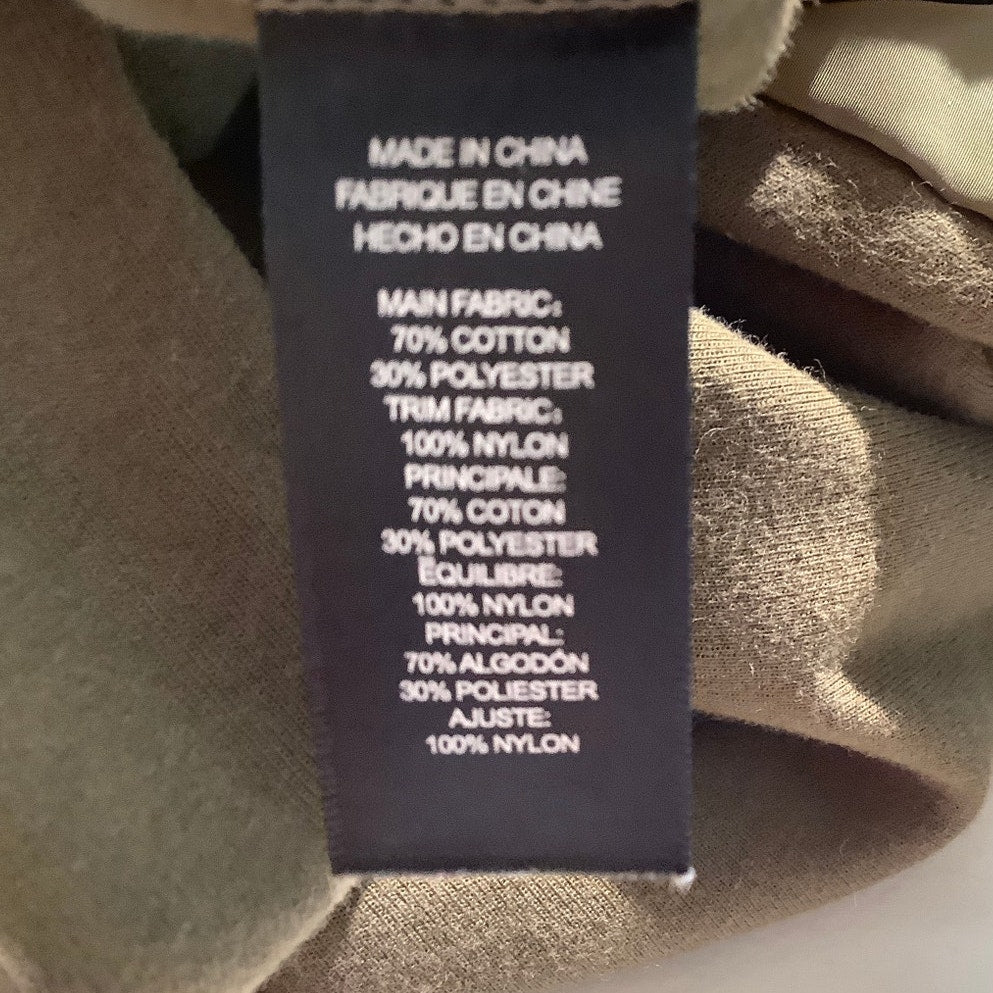 MADE IN CHINA
FABRIQUE EN CHINE
HECHO EN CHINA
MAIN FABRIC:
70% COTTON
30% POLYESTER
TRIM FABRIC:
100% NYLON
PRINCIPALE:
70% COTON
30% POLYESTER
ÉQUILIBRE:
100% NYLON
PRINCIPAL:
70% ALGODÓN
30% POLIESTER
AJUSTE:
100% NYLON